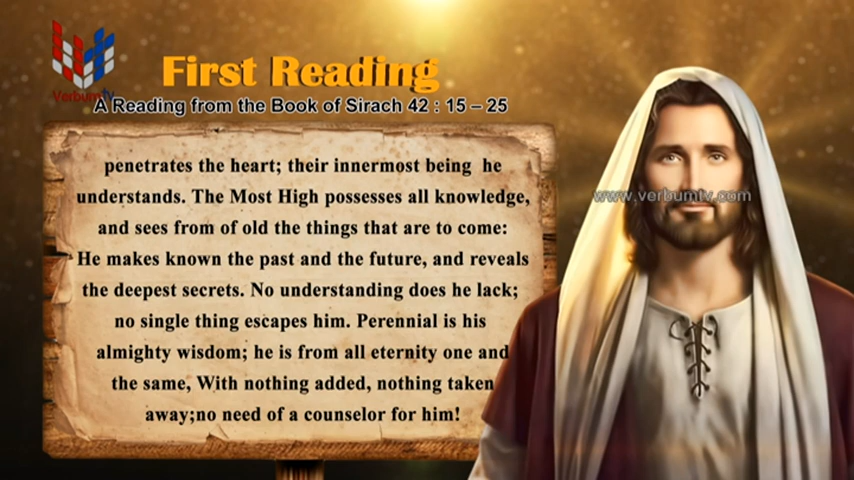 Verbumtv
First Reading
A Reading from the Book of Sirach 42 : 15 – 25
penetrates the heart; their innermost being he
understands. The Most High possesses all knowledge,
and sees from of old the things that are to come:
He makes known the past and the future, and reveals
the deepest secrets. No understanding does he lack;
no single thing escapes him. Perennial is his
almighty wisdom; he is from all eternity one and
the same, With nothing added, nothing taken
away;no need of a counselor for him!
www.verbumtv.com